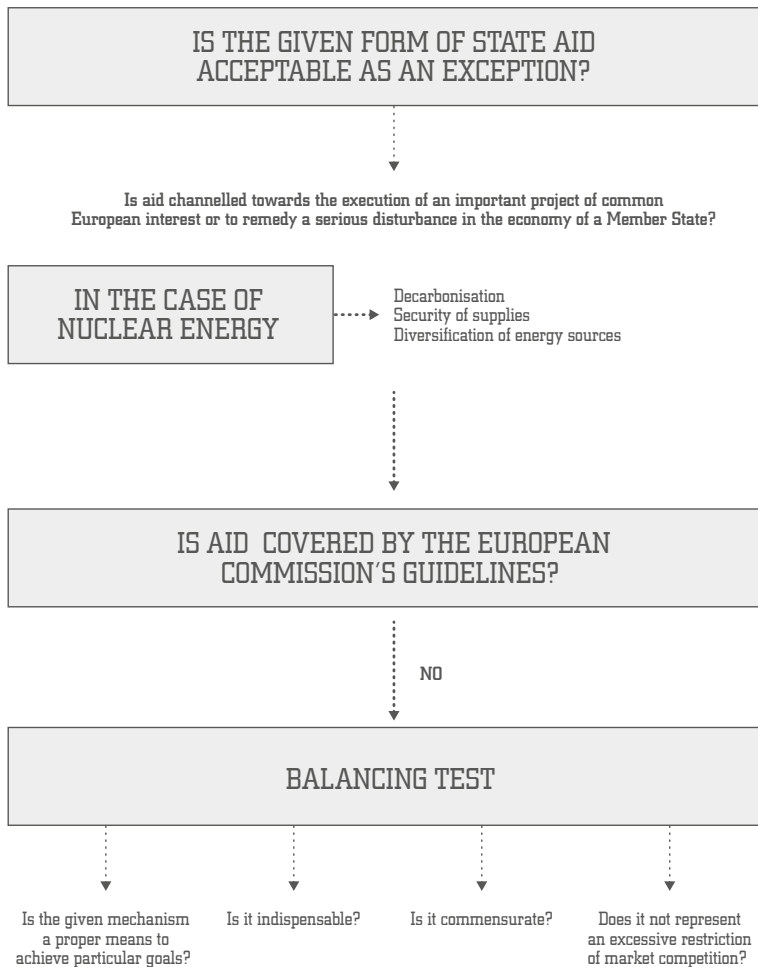 IS THE GIVEN FORM OF STATE AID
ACCEPTABLE AS AN EXCEPTION?
Is aid channelled towards the execution of an important project of common
European interest or to remedy a serious disturbance in the economy of a Member State?
IN THE CASE OF
NUCLEAR ENERGY
Decarbonisation
Security of supplies
Diversification of energy sources
IS AID COVERED BY THE EUROPEAN
COMMISSION'S GUIDELINES?
NO
BALANCING TEST
Is the given mechanism
a proper means to
achieve particular goals?
Is it indispensable?
Is it commensurate?
Does it not represent
an excessive restriction
of market competition?